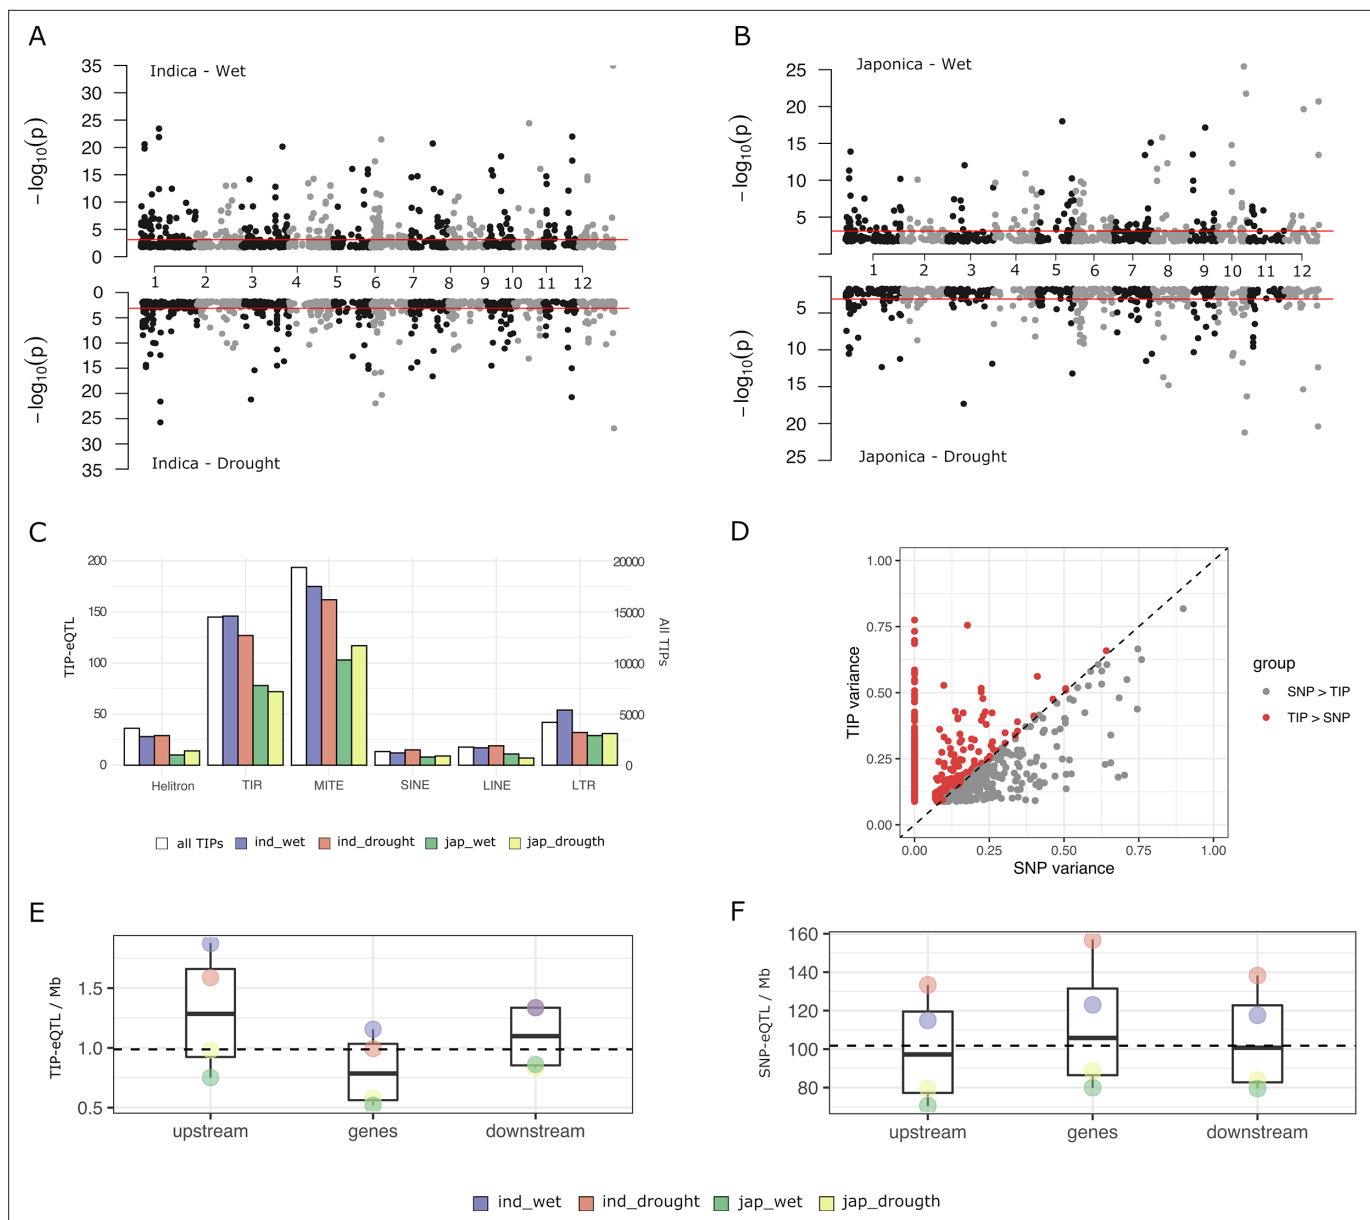 A
Indica - Wet
−log10(p)
35
30
25
20
15
10
5
0
1 2 3 4 5 6 7 8 9 10 11 12
0
5
10
15
20
25
30
35
−log10(p)
Indica - Drought
B
Japonica - Wet
−log10(p)
25
20
15
10
5
1 2 3 4 5 6 7 8 9 10 11 12
5
10
15
20
25
−log10(p)
Japonica - Drought
C
TIP-eQTL
200
150
100
50
0
20000
15000
10000
5000
0
All TIPs
Helitron TIR MITE SINE LINE LTR
all TIPs ind_wet ind_drought jap_wet jap_drougth
D
TIP variance
1.00
0.75
0.50
0.25
0.00
0.00 0.25 0.50 0.75 1.00
SNP variance
group
SNP > TIP
TIP > SNP
E
TIP-eQTL / Mb
1.5
1.0
0.5
upstream genes downstream
F
SNP-eQTL / Mb
160
140
120
100
80
upstream genes downstream
ind_wet ind_drought jap_wet jap_drougth